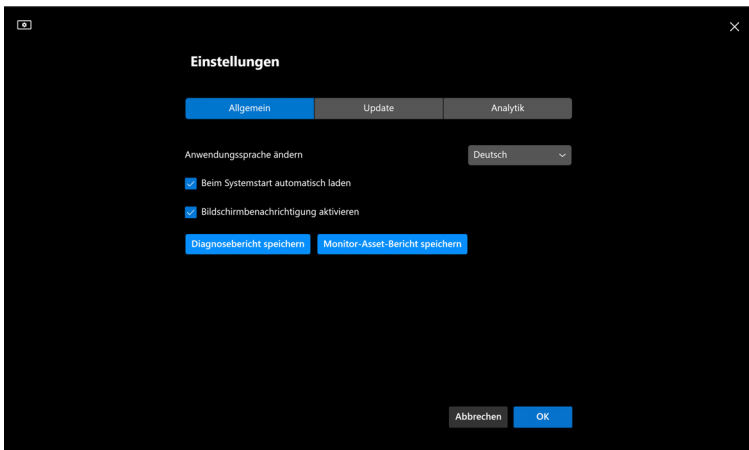 Einstellungen
Allgemein Update Analytik
Anwendungssprache ändern Deutsch
Beim Systemstart automatisch laden
Bildschirmbenachrichtigung aktivieren
Diagnosebericht speichern Monitor-Asset-Bericht speichern
Abbrechen OK